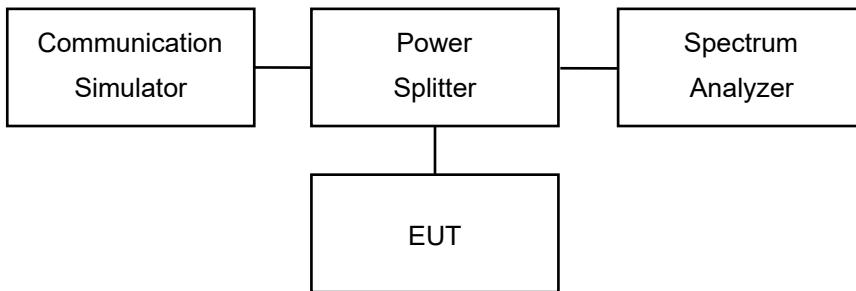 Communication
Simulator
Power
Splitter
Spectrum
Analyzer
EUT